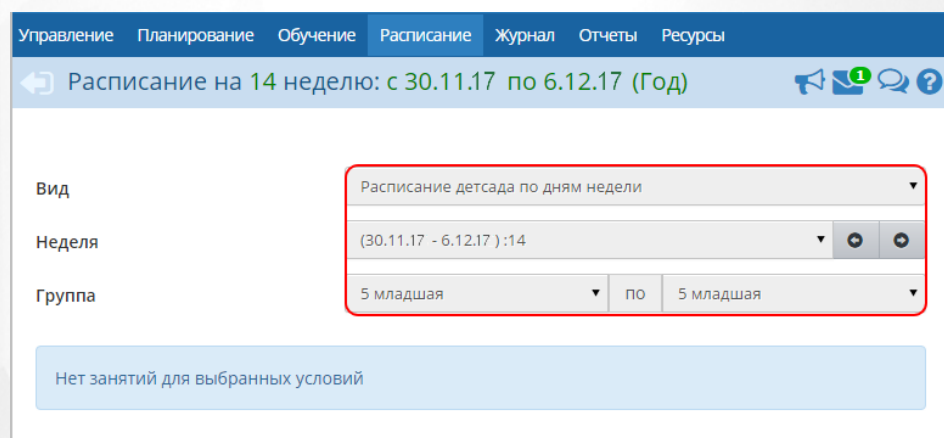 Управление Планирование Обучение Расписание Журнал Отчеты Ресурсы
Расписание на 14 неделю: с 30.11.17 по 6.12.17 (Год)
1
Вид Расписание детсада по дням недели
Неделя (30.11.17 - 6.12.17 ) :14
Группа 5 младшая по 5 младшая
Нет занятий для выбранных условий